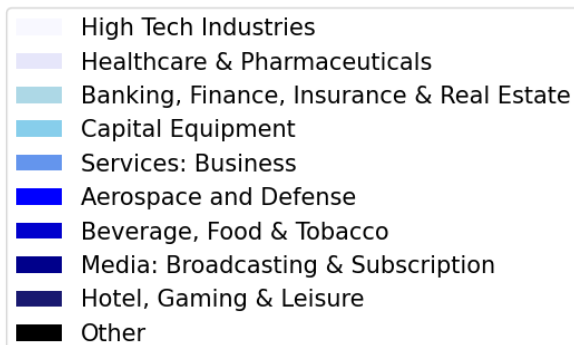 High Tech Industries
Healthcare & Pharmaceuticals
Banking, Finance, Insurance & Real Estate
Capital Equipment
Services: Business
Aerospace and Defense
Beverage, Food & Tobacco
Media: Broadcasting & Subscription
Hotel, Gaming & Leisure
Other